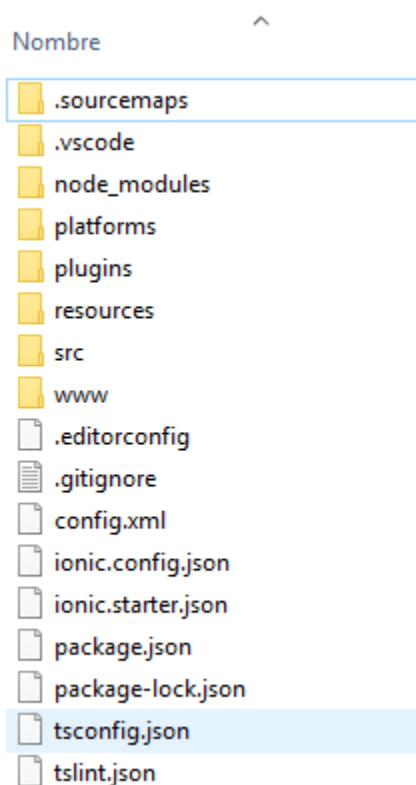 Nombre
.sourcemaps
.vscode
node_modules
platforms
plugins
resources
src
www
.editorconfig
.gitignore
config.xml
ionic.config.json
ionic.starter.json
package.json
package-lock.json
tsconfig.json
tslint.json